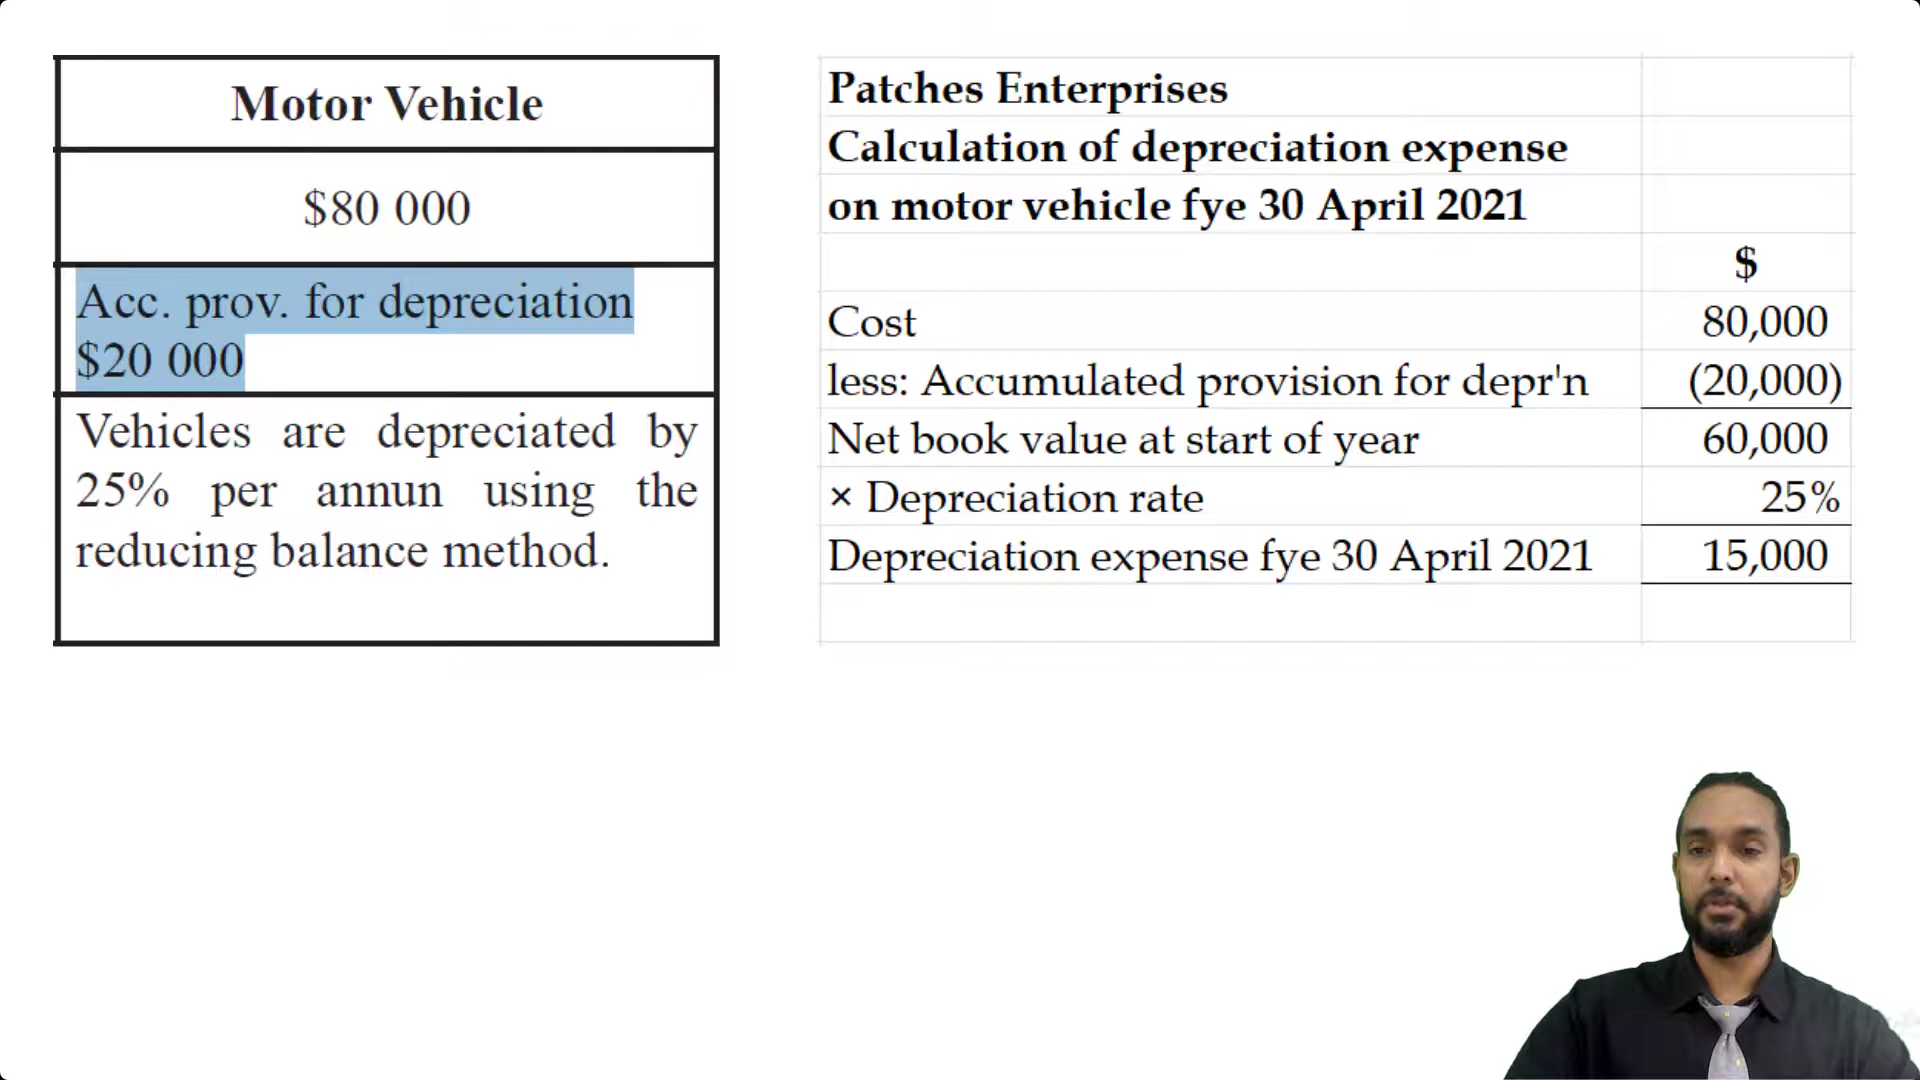 Motor Vehicle
$80 000
Acc. prov. for depreciation
$20 000
Vehicles are depreciated by
25% per annun using the
reducing balance method.
Patches Enterprises
Calculation of depreciation expense
on motor vehicle fye 30 April 2021
$
Cost 80,000
less: Accumulated provision for depr'n (20,000)
Net book value at start of year 60,000
× Depreciation rate 25%
Depreciation expense fye 30 April 2021 15,000